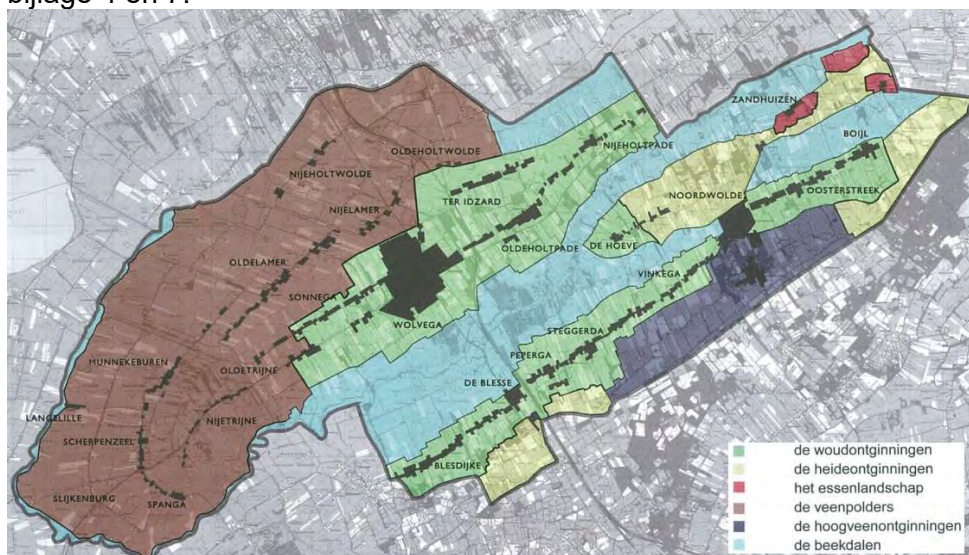 bijlage 4 en 7.
ZANDHUIZEN
BOIJL
OLDEHOLTWOLDE
NIJEHOLTPADE
NIJEHOLTWOLDE
TER IDZARD
NOORDWOLDE
OOSTERSTREEK
NIJELAMER
OLDEHOLTPADE
DE HOEVE
OLDELAMER
VINKEGA
SONNEGA
WOLVEGA
STEGGERDA
MUNNEKEBUREN
OLDETRIJNE
PEPERGA
DE BLESSE
LANGELILLE
NIJETRIJNE
SCHERPENZEEL
BLESDIJKE
SLIJKENBURG
SPANGA
de woudontginningen
de heideontginningen
het essenlandschap
de veenpolders
de hoogveenontginningen
de beekdalen